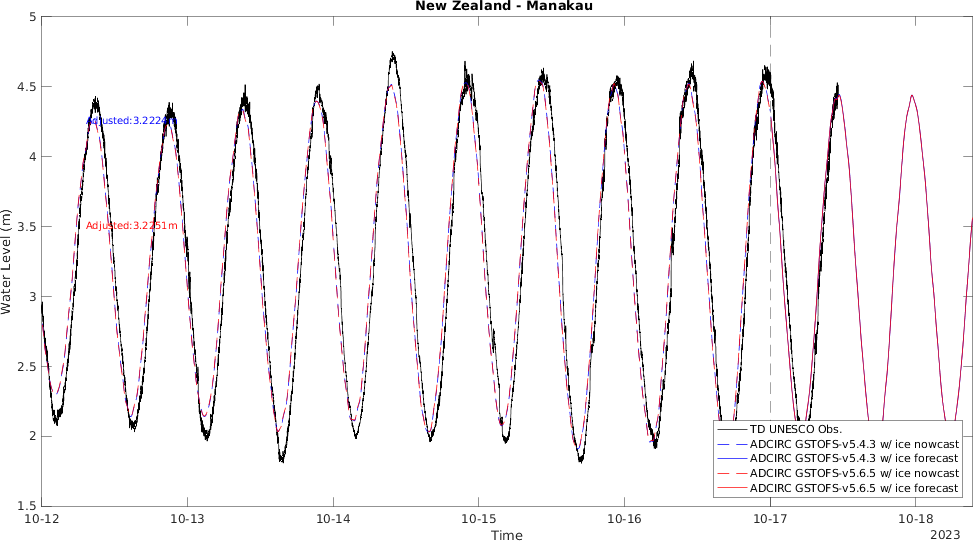 New Zealand - Manakau
5
4.5
4
3.5
3
2.5
2
1.5
Water Level (m)
Adjusted:3.2224m
Adjusted:3.2251m
TD UNESCO Obs.
ADCIRC GSTOFS-v5.4.3 w/ ice nowcast
ADCIRC GSTOFS-v5.4.3 w/ ice forecast
ADCIRC GSTOFS-v5.6.5 w/ ice nowcast
ADCIRC GSTOFS-v5.6.5 w/ ice forecast
10-12 10-13 10-14 10-15 10-16 10-17 10-18
Time
2023